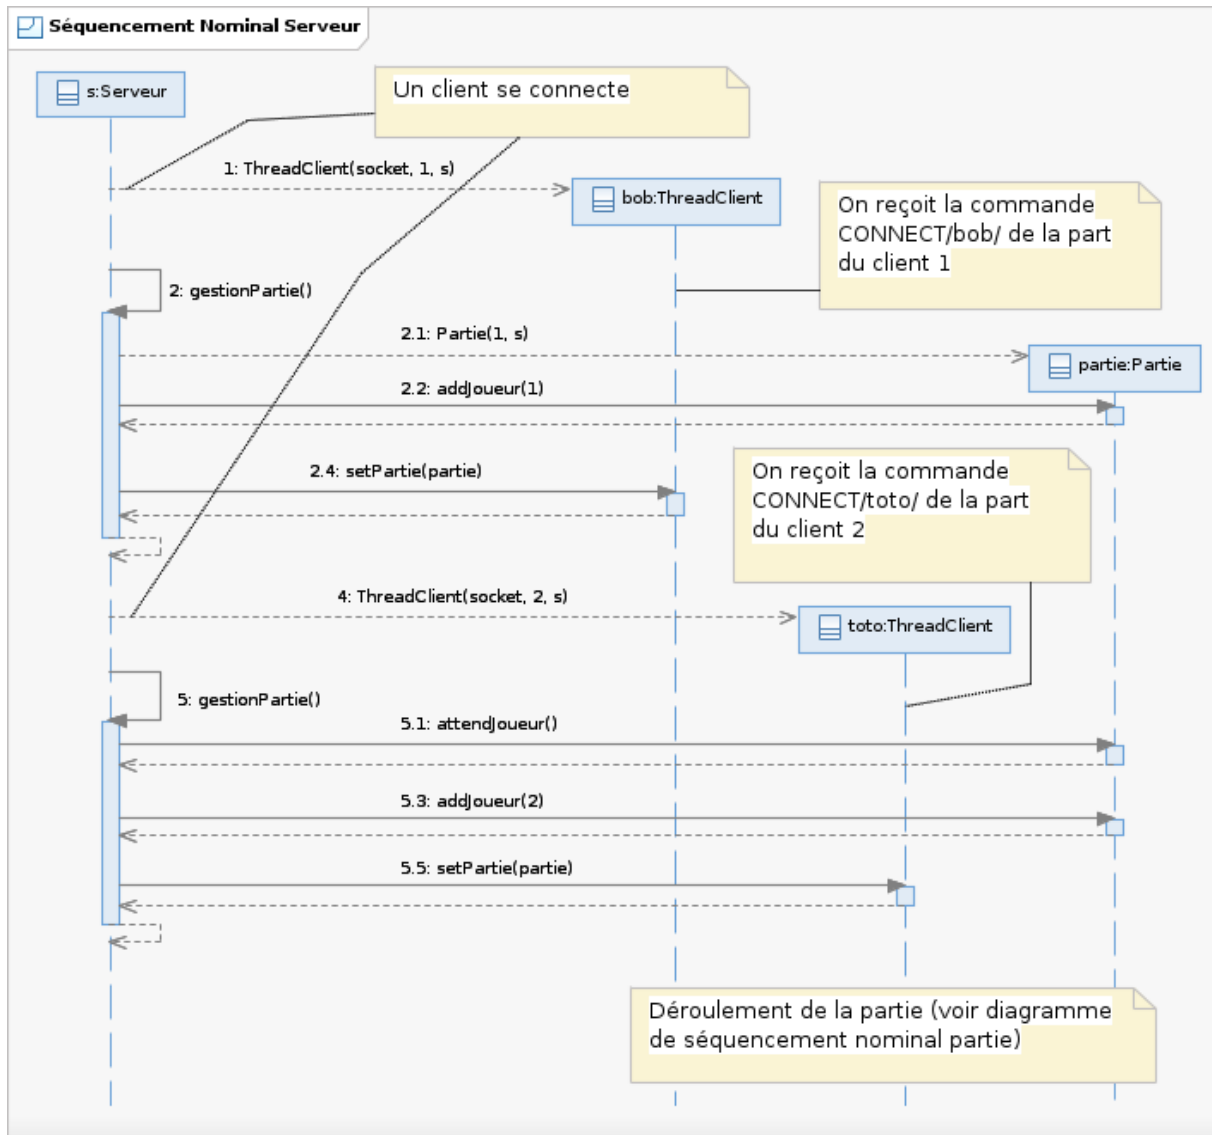 Séquencement Nominal Serveur
s:Serveur
Un client se connecte
1: ThreadClient(socket, 1, s)
bob:ThreadClient
On reçoit la commande
CONNECT/bob/ de la part
du client 1
2: gestionPartie()
2.1: Partie(1, s)
partie:Partie
2.2: addJoueur(1)
2.4: setPartie(partie)
On reçoit la commande
CONNECT/toto/ de la part
du client 2
4: ThreadClient(socket, 2, s)
toto:ThreadClient
5: gestionPartie()
5.1: attendJoueur()
5.3: addJoueur(2)
5.5: setPartie(partie)
Déroulement de la partie (voir diagramme
de séquencement nominal partie)